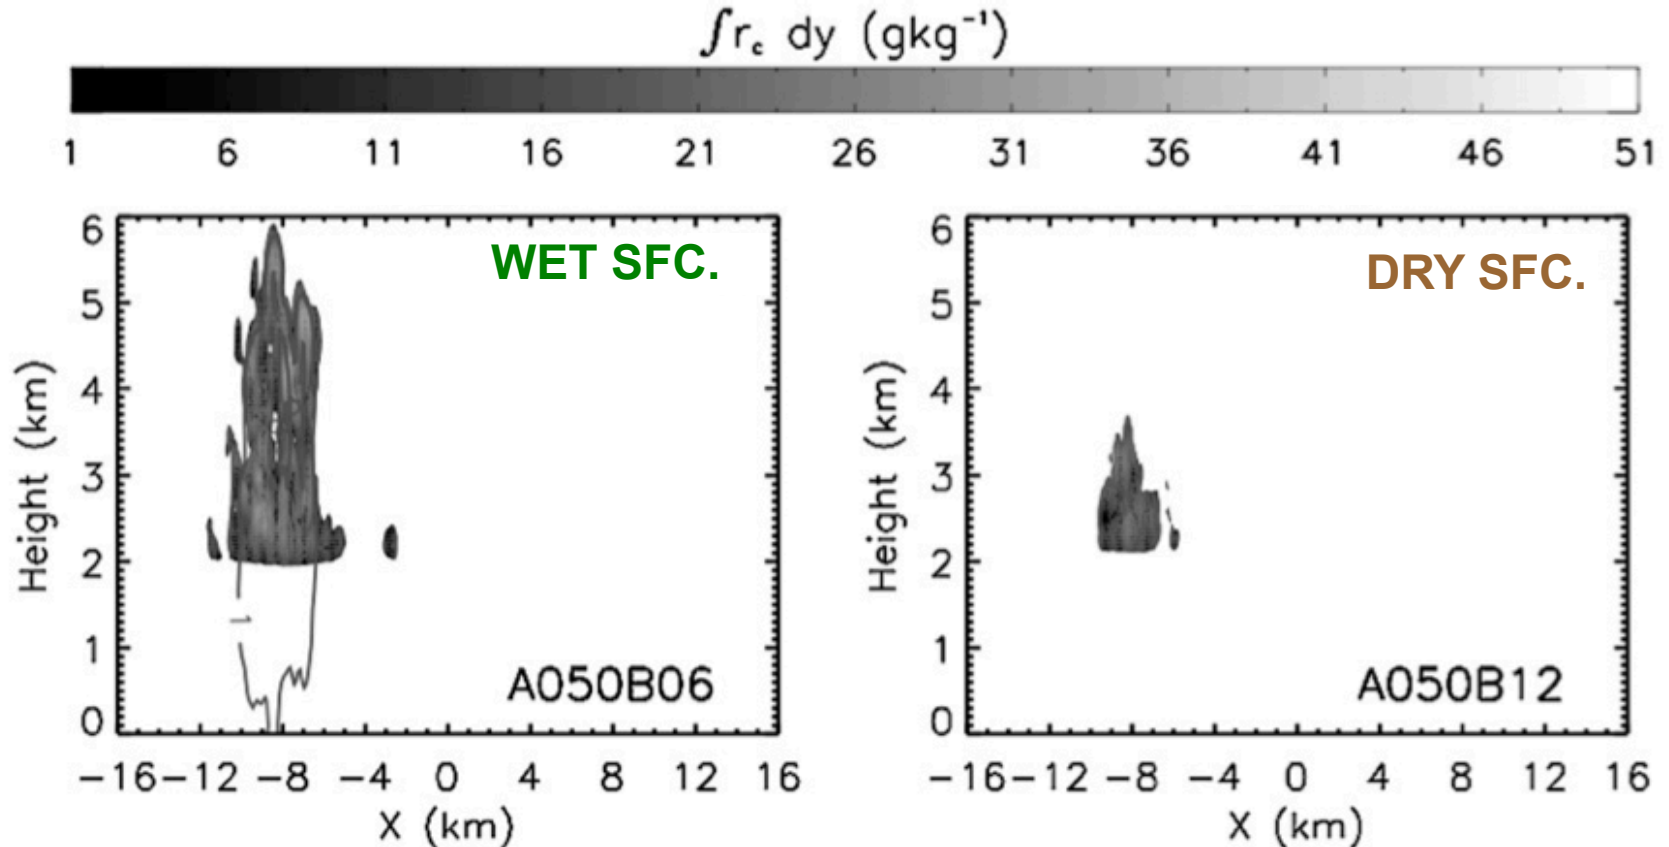 ∫r_c dy (gkg⁻¹)
1 6 11 16 21 26 31 36 41 46 51
WET SFC.
6
5
4
3
2
1
0
Height (km)
1
A050B06
−16 −12 −8 −4 0 4 8 12 16
X (km)
DRY SFC.
6
5
4
3
2
1
0
Height (km)
A050B12
−16 −12 −8 −4 0 4 8 12 16
X (km)